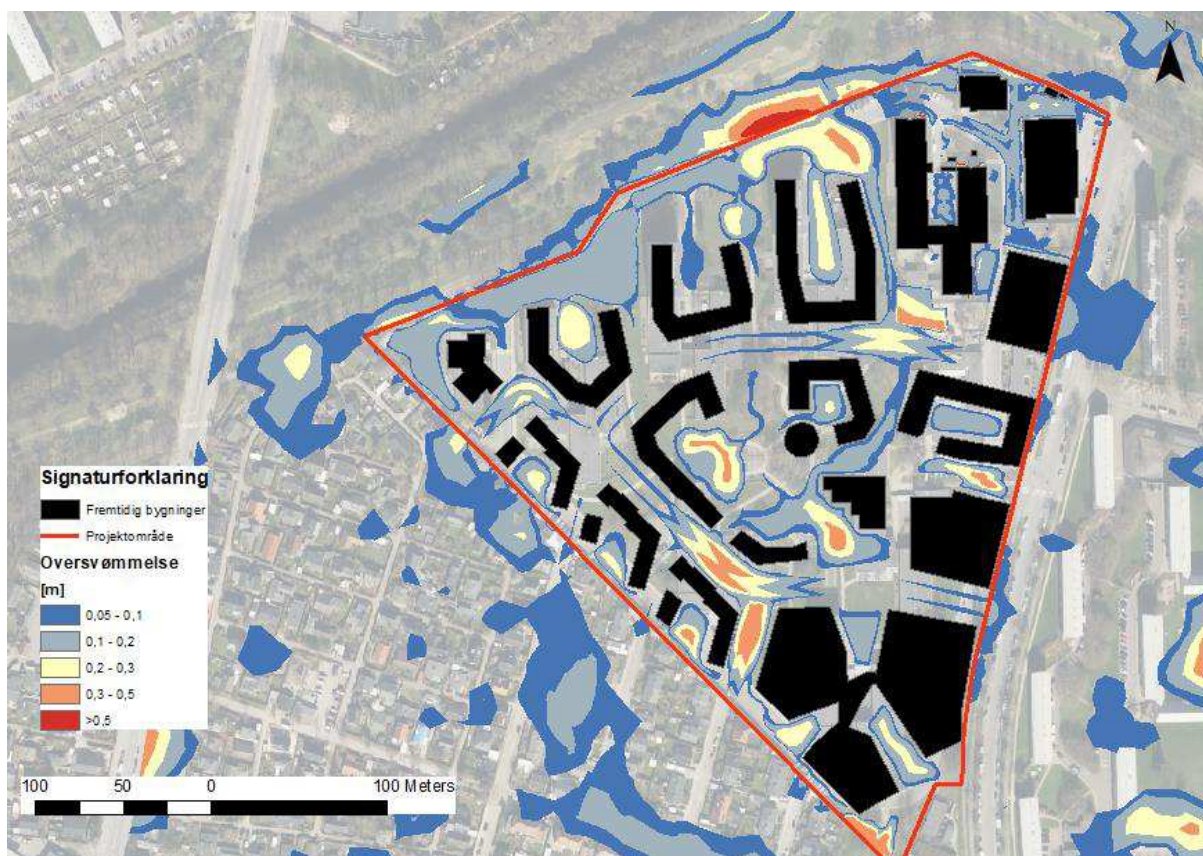 N
Signaturforklaring
Fremtidig bygninger
Projektområde
Oversvømmelse
[m]
0,05 - 0,1
0,1 - 0,2
0,2 - 0,3
0,3 - 0,5
>0,5
100 50 0 100 Meters